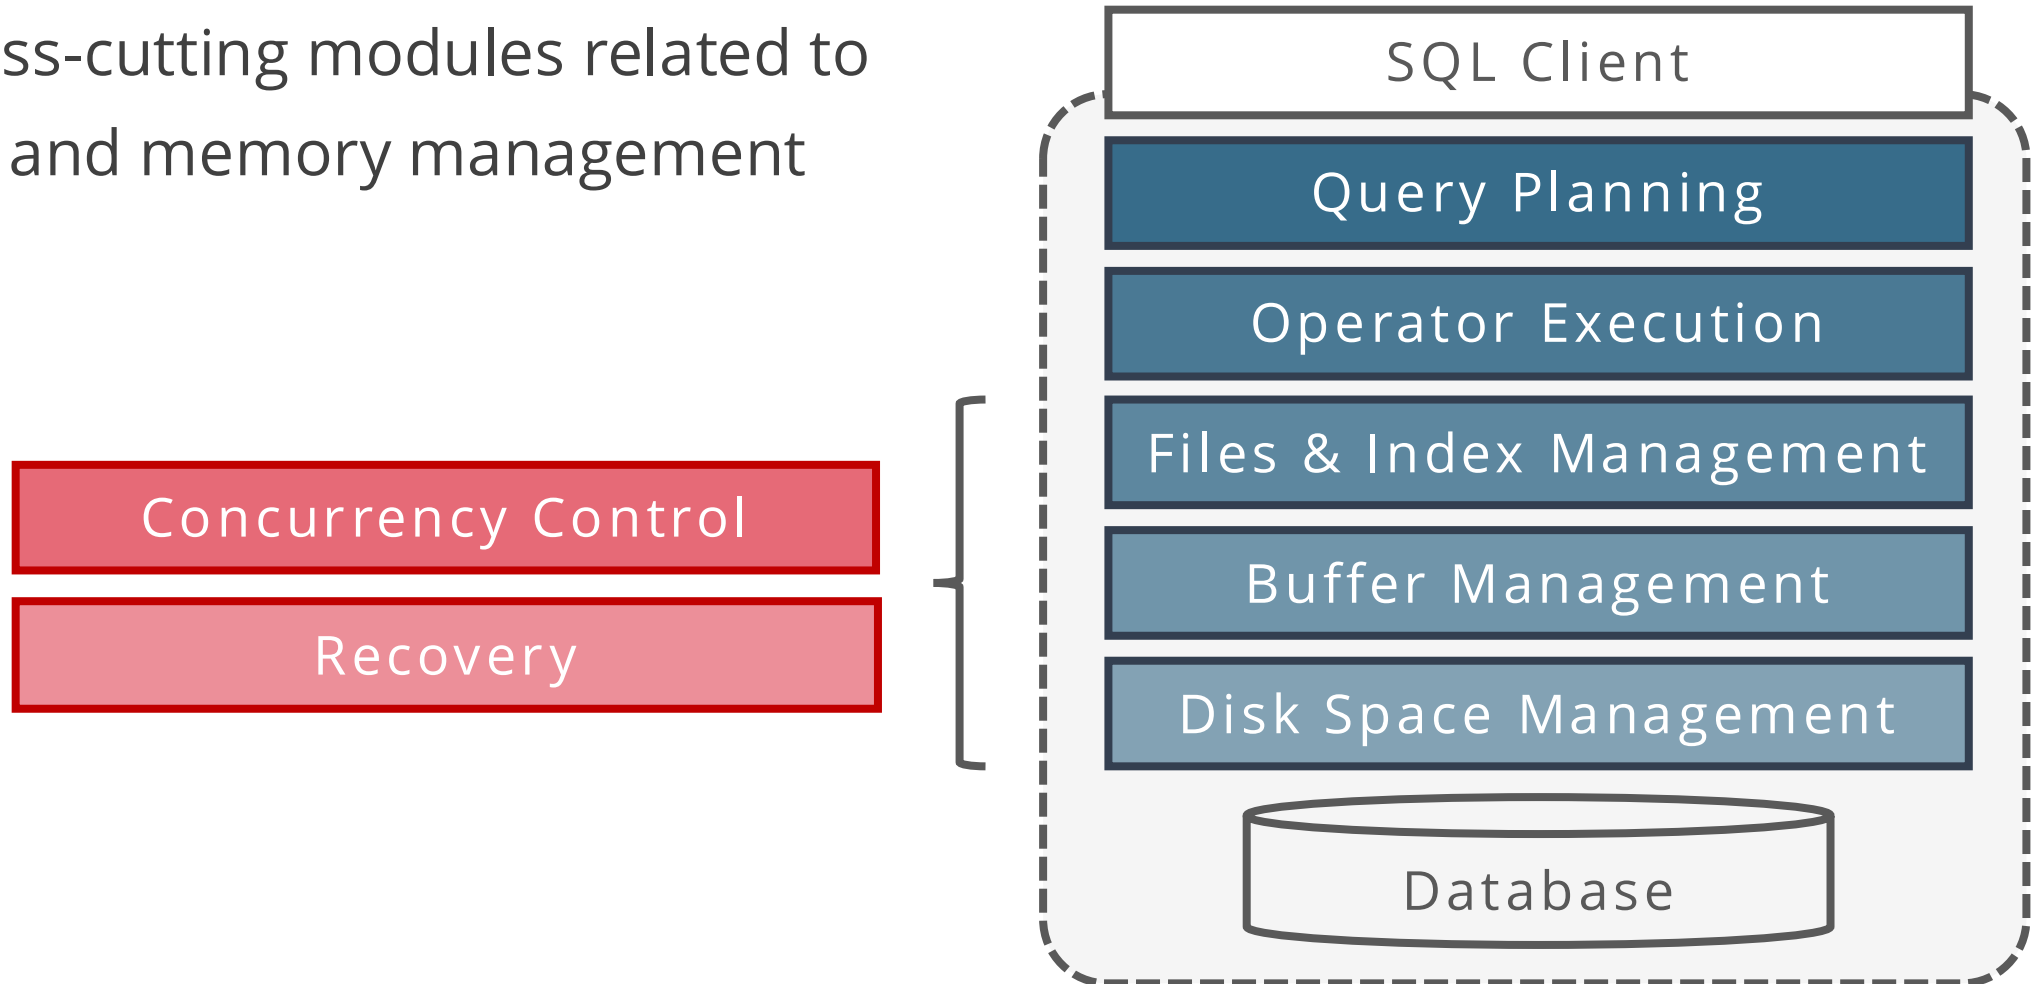 ss-cutting modules related to
and memory management
SQL Client
Query Planning
Operator Execution
Files & Index Management
Concurrency Control
Buffer Management
Recovery
Disk Space Management
Database